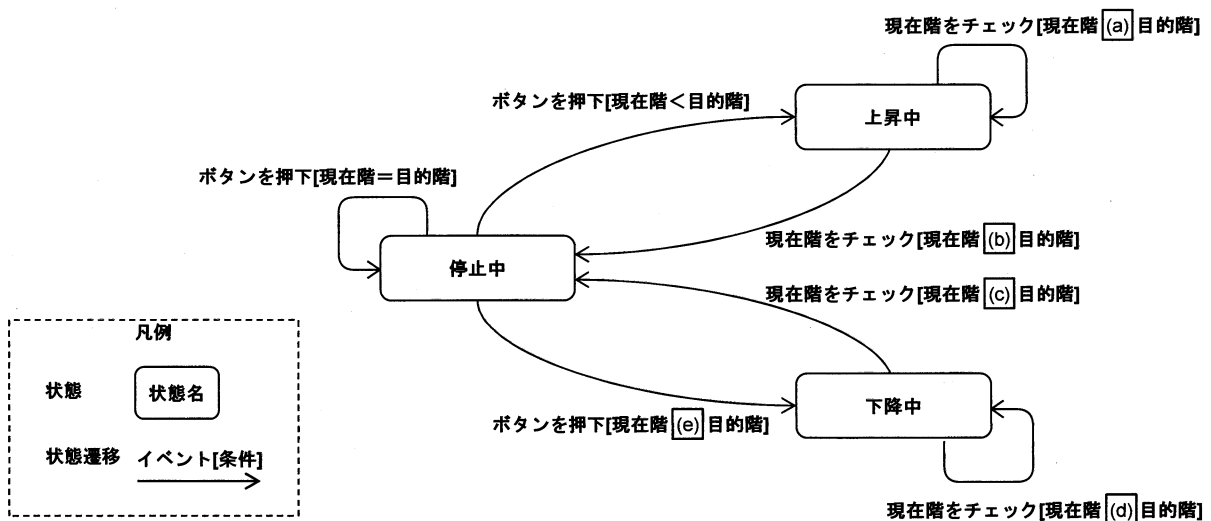 現在階をチェック[現在階 (a) 目的階]
ボタンを押下[現在階＜目的階]
上昇中
ボタンを押下[現在階＝目的階]
現在階をチェック[現在階 (b) 目的階]
停止中
現在階をチェック[現在階 (c) 目的階]
凡例
状態
状態名
下降中
ボタンを押下[現在階 (e) 目的階]
状態遷移
イベント[条件]
現在階をチェック[現在階 (d) 目的階]